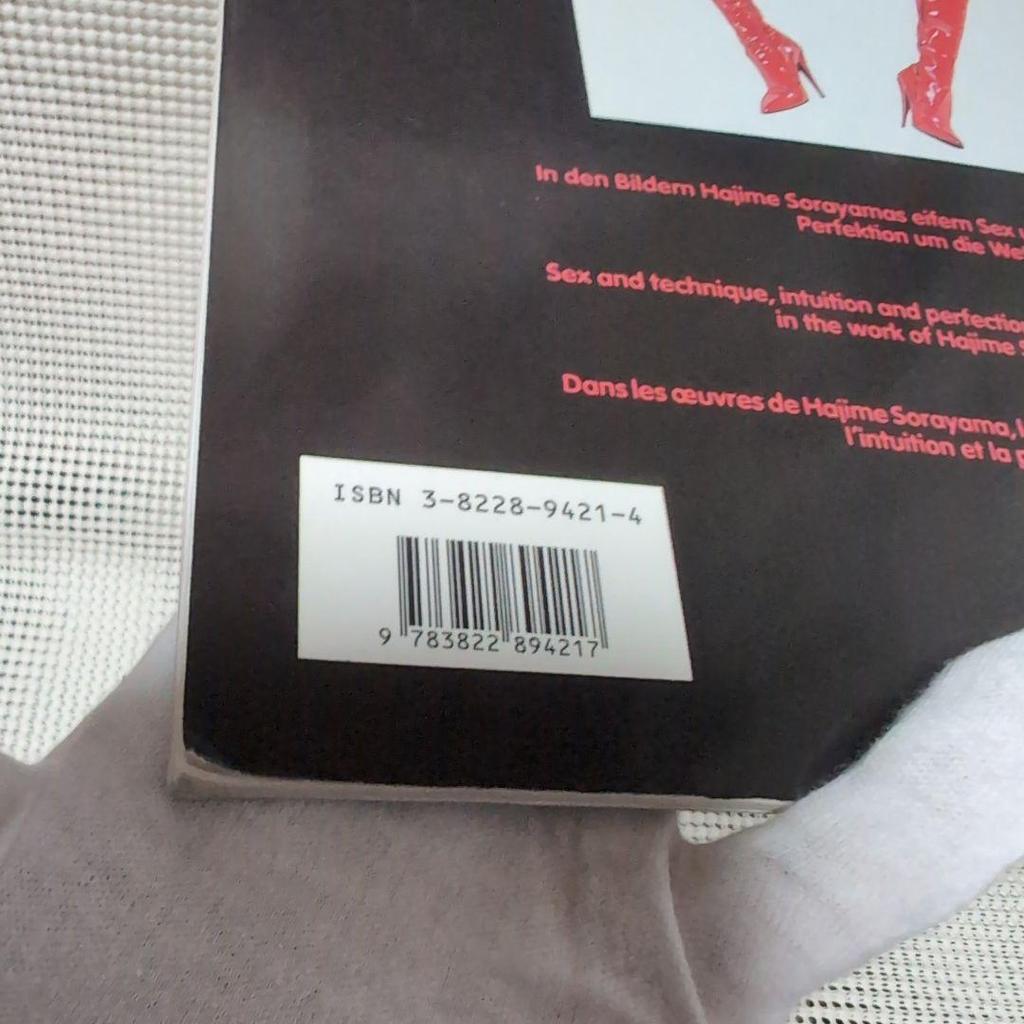 In den Bildern Hajime Sorayamas eifern Sex
Perfektion um die
Sex and technique, intuition and
in the work of Hajime
Dans les œuvres de Hajime Sorayama,
l'intuition et la
ISBN 3-8228-9421-4
9 783822 894217